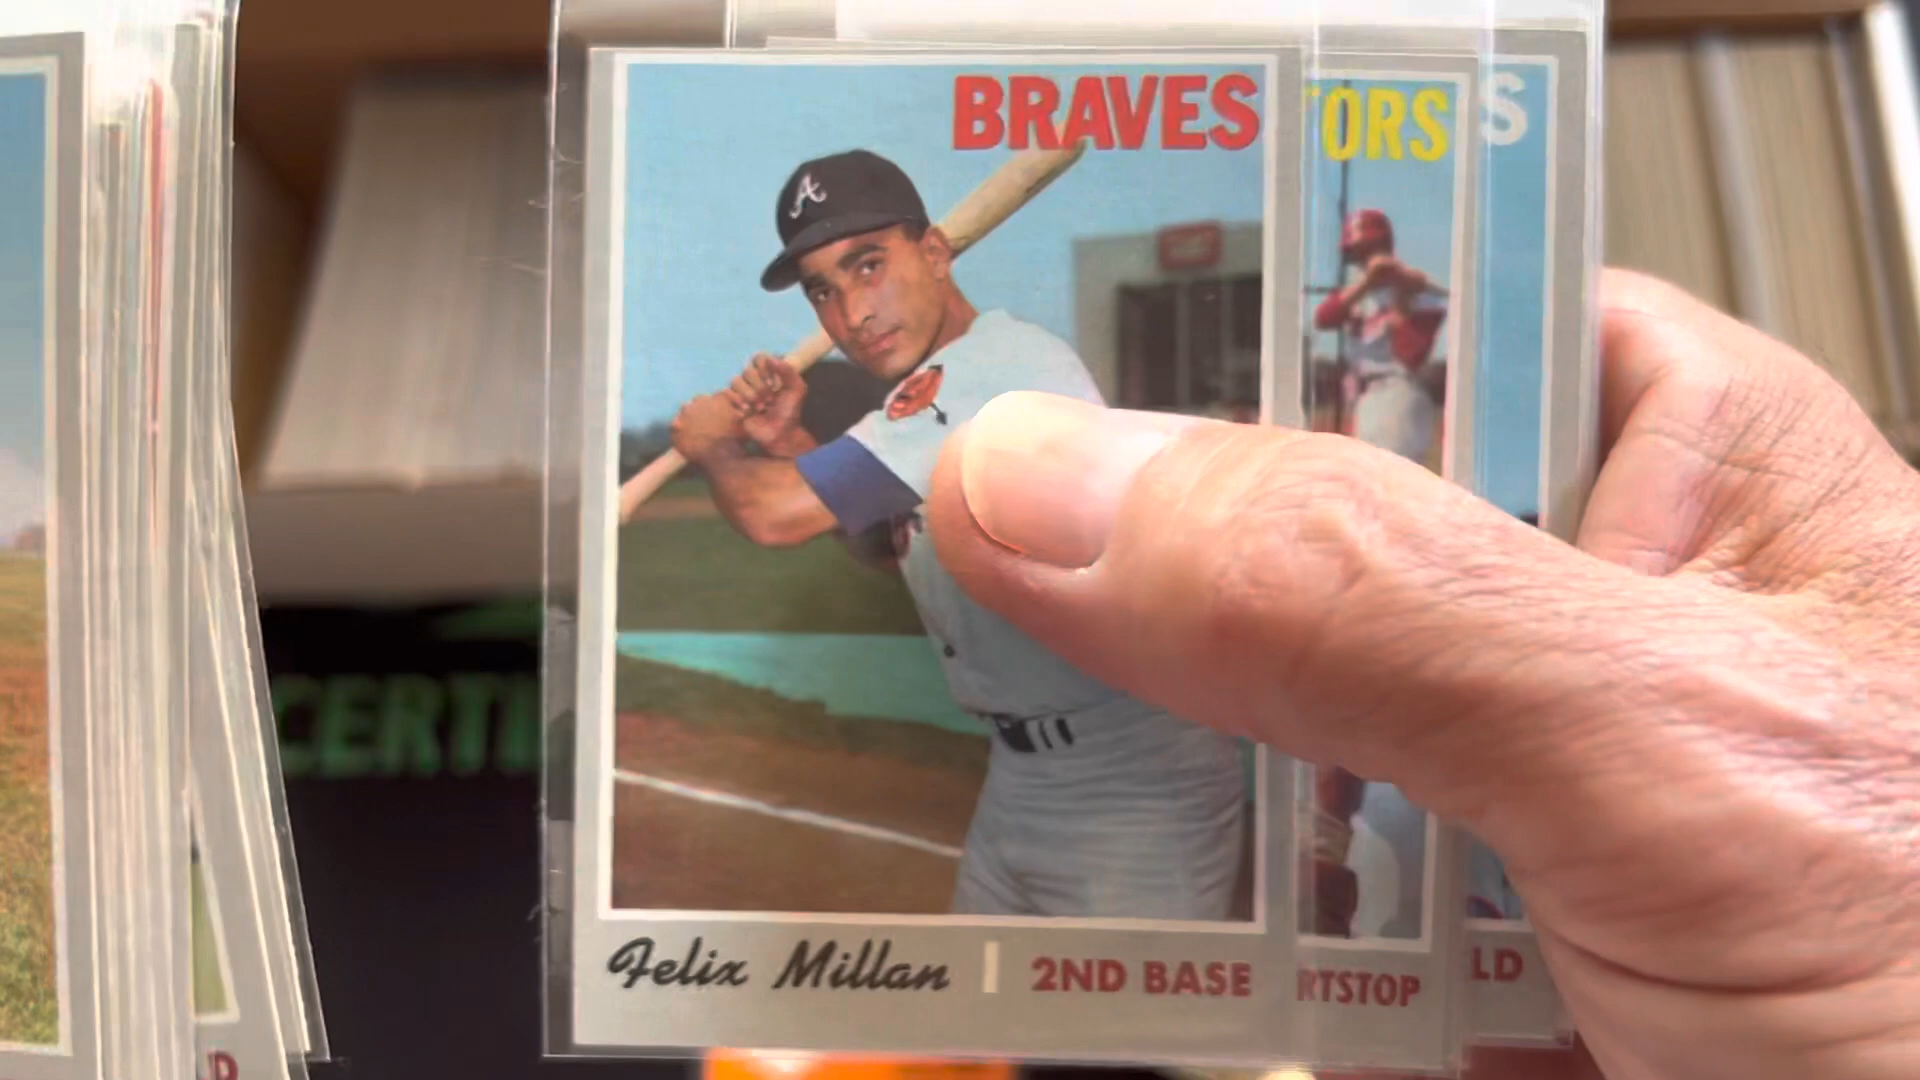 BRAVES
TORS
S
A
CERTI
Felix Millan | 2ND BASE
RTSTOP
LD
D